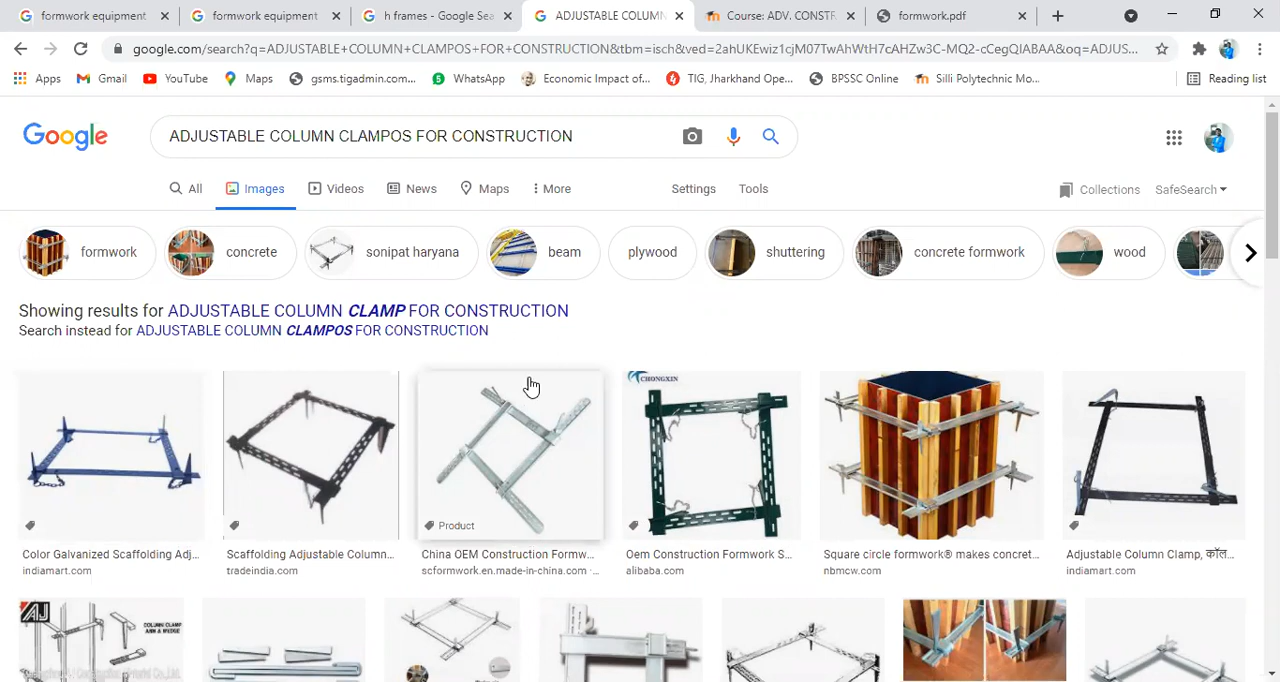 formwork equipment
formwork equipment
h frames - Google Sea
ADJUSTABLE COLUMN
Course: ADV. CONSTR
formwork.pdf
google.com/search?q=ADJUSTABLE+COLUMN+CLAMPOS+FOR+CONSTRUCTION&tbm=isch&ved=2ahUKEwiz1cjM07TwAhWtH7cAHZw3C-MQ2-cCegQIABAA&oq=ADJUS...
Apps
Gmail
YouTube
Maps
gsms.tigadmin.com...
WhatsApp
Economic Impact of...
TIG, Jharkhand Ope...
BPSSC Online
Silli Polytechnic Mo...
Reading list
Google
ADJUSTABLE COLUMN CLAMPOS FOR CONSTRUCTION
All
Images
Videos
News
Maps
More
Settings
Tools
Collections
SafeSearch
formwork
concrete
sonipat haryana
beam
plywood
shuttering
concrete formwork
wood
Showing results for ADJUSTABLE COLUMN CLAMP FOR CONSTRUCTION
Search instead for ADJUSTABLE COLUMN CLAMPOS FOR CONSTRUCTION
CHONGXIN
Product
Color Galvanized Scaffolding Adj...
indiamart.com
Scaffolding Adjustable Column...
tradeindia.com
China OEM Construction Formw...
scformwork.en.made-in-china.com ·...
Oem Construction Formwork S...
alibaba.com
Square circle formwork® makes concret...
nbmcw.com
Adjustable Column Clamp, कॉल...
indiamart.com
AJ
COLUMN CLAMP
ARM & WEDGE